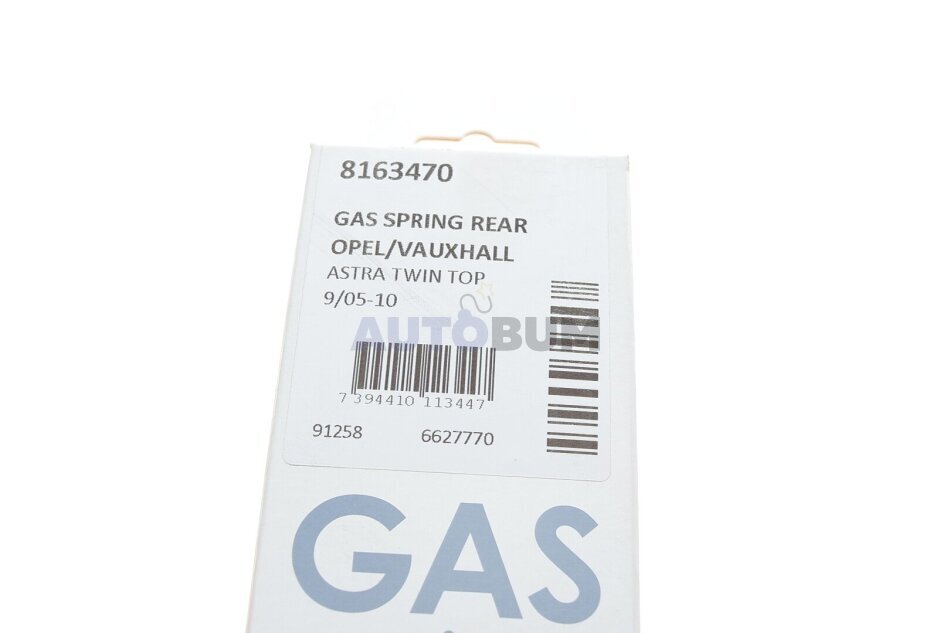 8163470
GAS SPRING REAR
OPEL/VAUXHALL
ASTRA TWIN TOP
9/05-10
AUTOBUM
7 394410 113447
91258 6627770
GAS